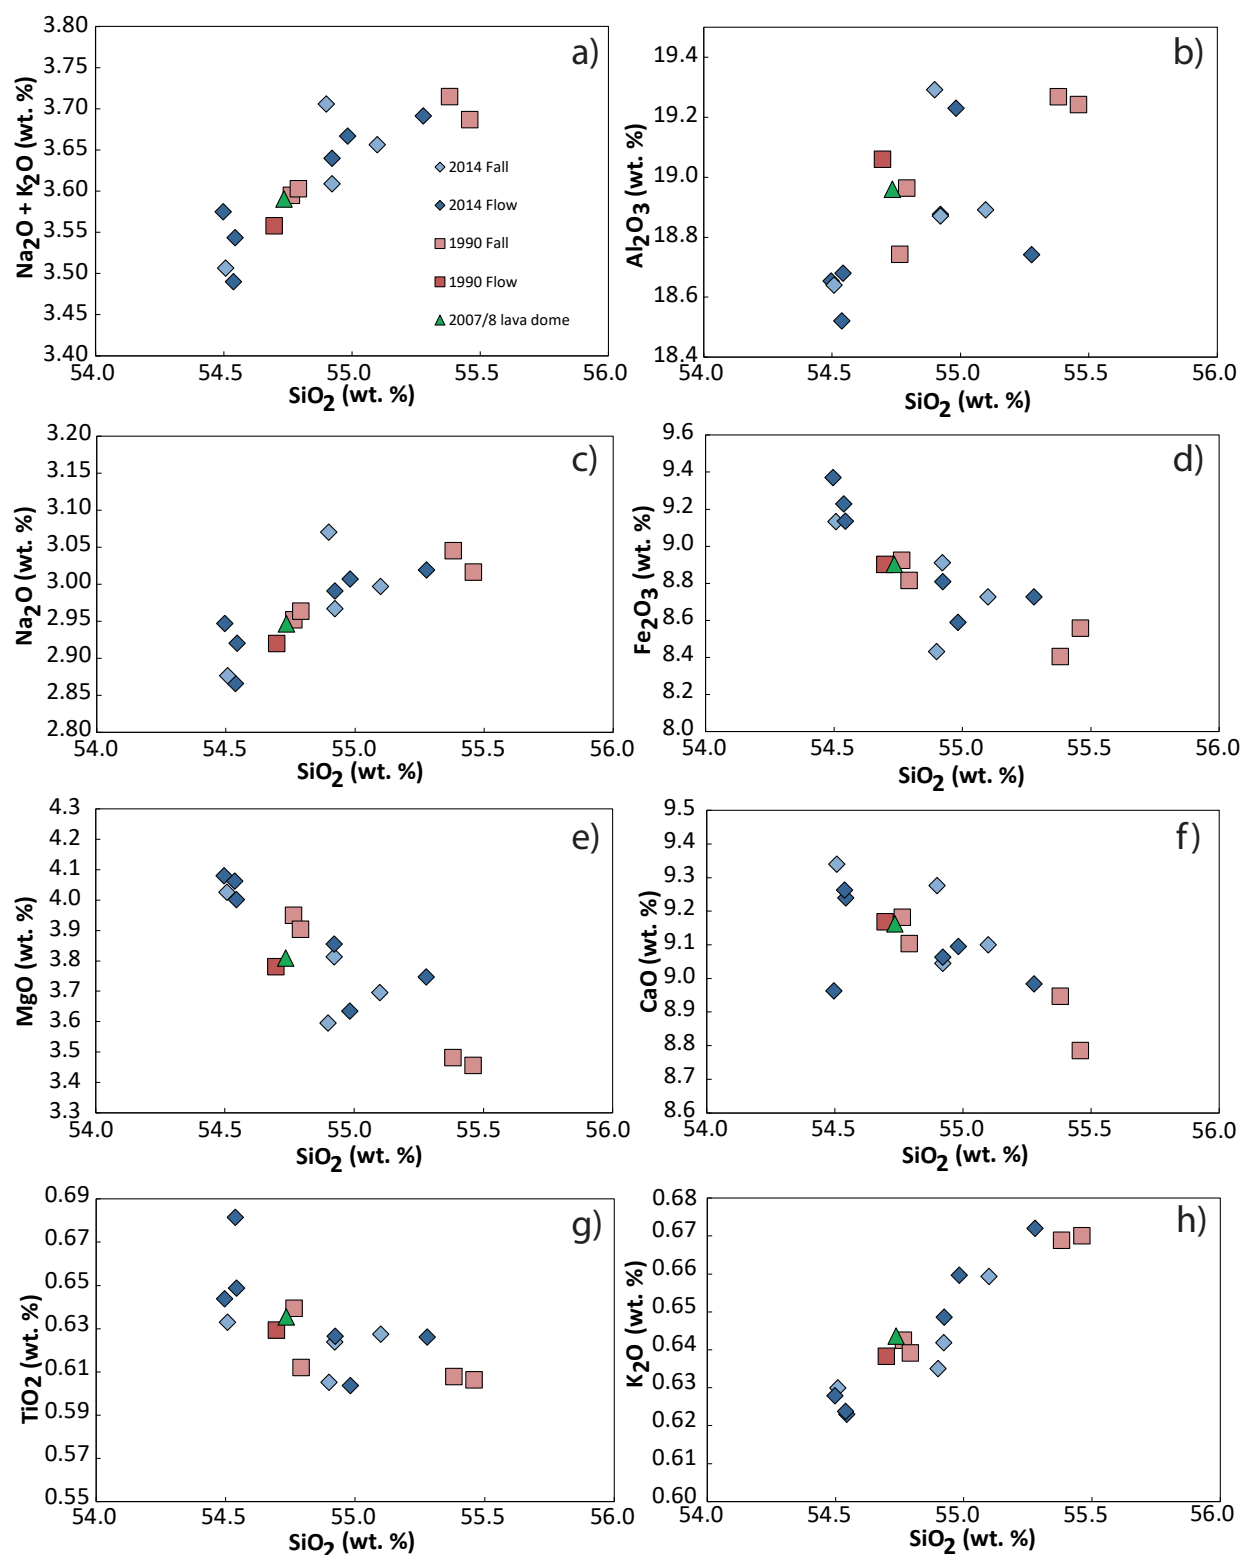 a)
3.80
3.75
3.70
3.65
3.60
3.55
3.50
3.45
3.40
Na2O + K2O (wt. %)
2014 Fall
2014 Flow
1990 Fall
1990 Flow
2007/8 lava dome
54.0 54.5 55.0 55.5 56.0
SiO2 (wt. %)
b)
19.4
19.2
19.0
18.8
18.6
18.4
Al2O3 (wt. %)
54.0 54.5 55.0 55.5 56.0
SiO2 (wt. %)
c)
3.20
3.15
3.10
3.05
3.00
2.95
2.90
2.85
2.80
Na2O (wt. %)
54.0 54.5 55.0 55.5 56.0
SiO2 (wt. %)
d)
9.6
9.4
9.2
9.0
8.8
8.6
8.4
8.2
8.0
Fe2O3 (wt. %)
54.0 54.5 55.0 55.5 56.0
SiO2 (wt. %)
e)
4.3
4.2
4.1
4.0
3.9
3.8
3.7
3.6
3.5
3.4
3.3
MgO (wt. %)
54.0 54.5 55.0 55.5 56.0
SiO2 (wt. %)
f)
9.5
9.4
9.3
9.2
9.1
9.0
8.9
8.8
8.7
8.6
CaO (wt. %)
54.0 54.5 55.0 55.5 56.0
SiO2 (wt. %)
g)
0.69
0.67
0.65
0.63
0.61
0.59
0.57
0.55
TiO2 (wt. %)
54.0 54.5 55.0 55.5 56.0
SiO2 (wt. %)
h)
0.68
0.67
0.66
0.65
0.64
0.63
0.62
0.61
0.60
K2O (wt. %)
54.0 54.5 55.0 55.5 56.0
SiO2 (wt. %)